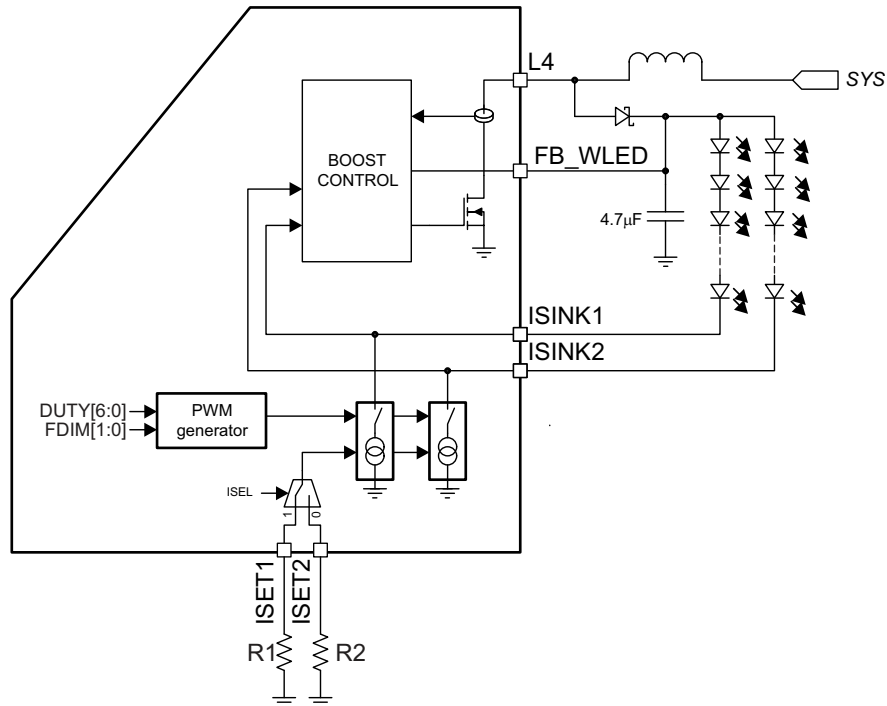 L4
SYS
BOOST
CONTROL
FB_WLED
4.7μF
ISINK1
ISINK2
DUTY[6:0]
FDIM[1:0]
PWM
generator
ISEL
1
0
ISET1
ISET2
R1
R2